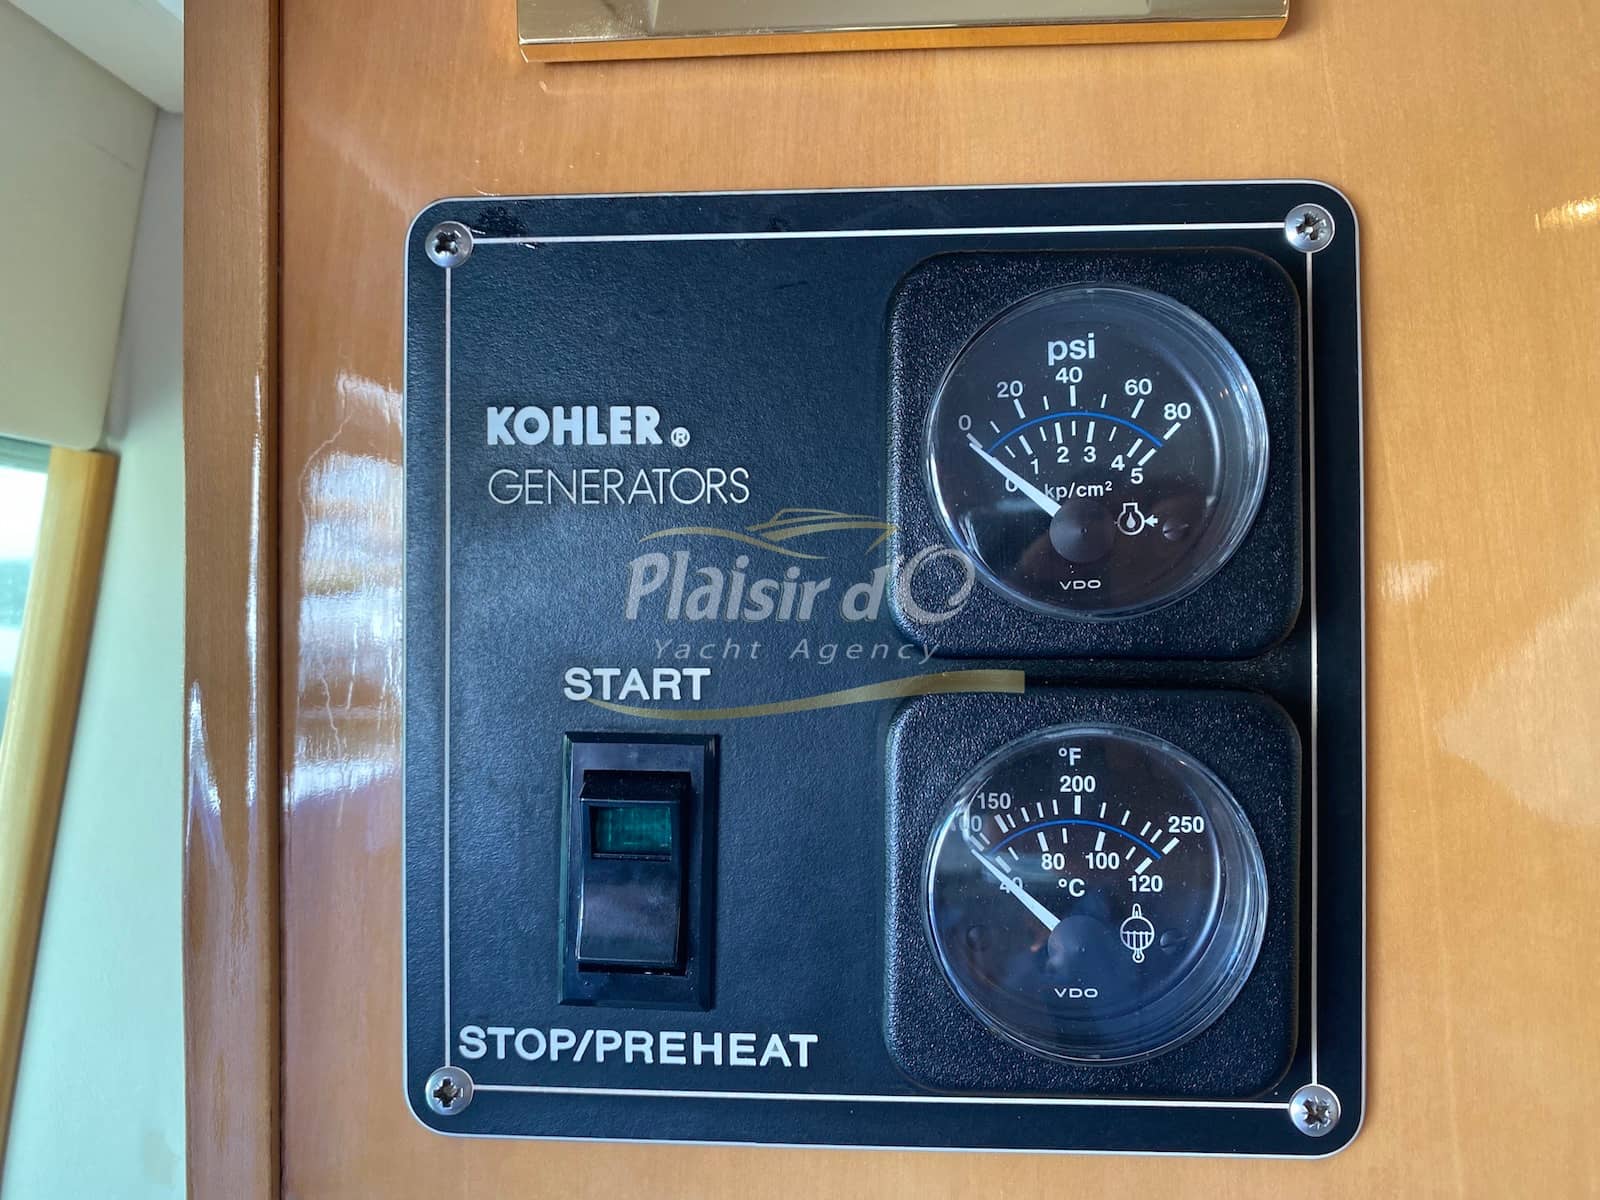 KOHLER®
GENERATORS
psi
0 20 40 60 80
0 1 2 3 4 5
kp/cm²
VDO
Plaisir d'O
Yacht Agency
START
°F
150 200 250
40 80 100 120
°C
VDO
STOP/PREHEAT